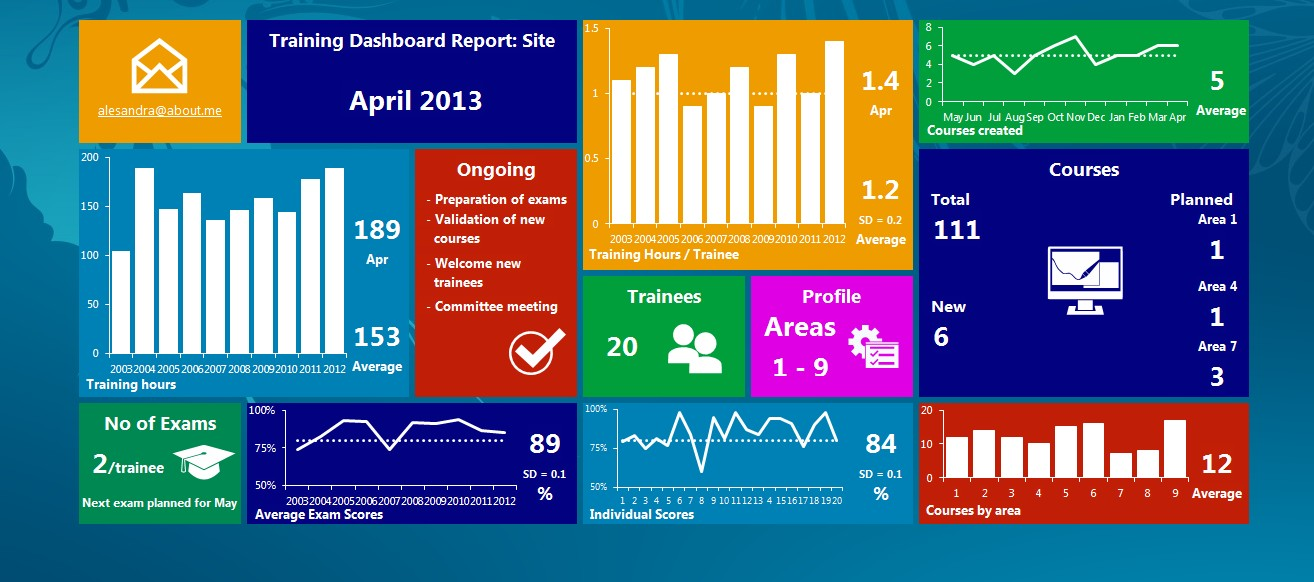 alesandra@about.me
Training Dashboard Report: Site
April 2013
1.5
1
0.5
0
2003 2004 2005 2006 2007 2008 2009 2010 2011 2012
Training Hours / Trainee
1.4
Apr
1.2
SD = 0.2
Average
8
6
4
2
0
May Jun Jul Aug Sep Oct Nov Dec Jan Feb Mar Apr
Courses created
5
Average
200
150
100
50
0
2003 2004 2005 2006 2007 2008 2009 2010 2011 2012
Training hours
189
Apr
153
Average
Ongoing
- Preparation of exams
- Validation of new
courses
- Welcome new
trainees
- Committee meeting
Trainees
20
Profile
Areas
1 - 9
Courses
Total
111
New
6
Planned
Area 1
1
Area 4
1
Area 7
3
No of Exams
2/trainee
Next exam planned for May
100%
75%
50%
2003 2004 2005 2006 2007 2008 2009 2010 2011 2012
Average Exam Scores
89
SD = 0.1
%
100%
75%
50%
1 2 3 4 5 6 7 8 9 10 11 12 13 4 15 16 17 18 19 20
Individual Scores
84
SD = 0.1
%
20
10
0
1 2 3 4 5 6 7 8 9
Courses by area
12
Average